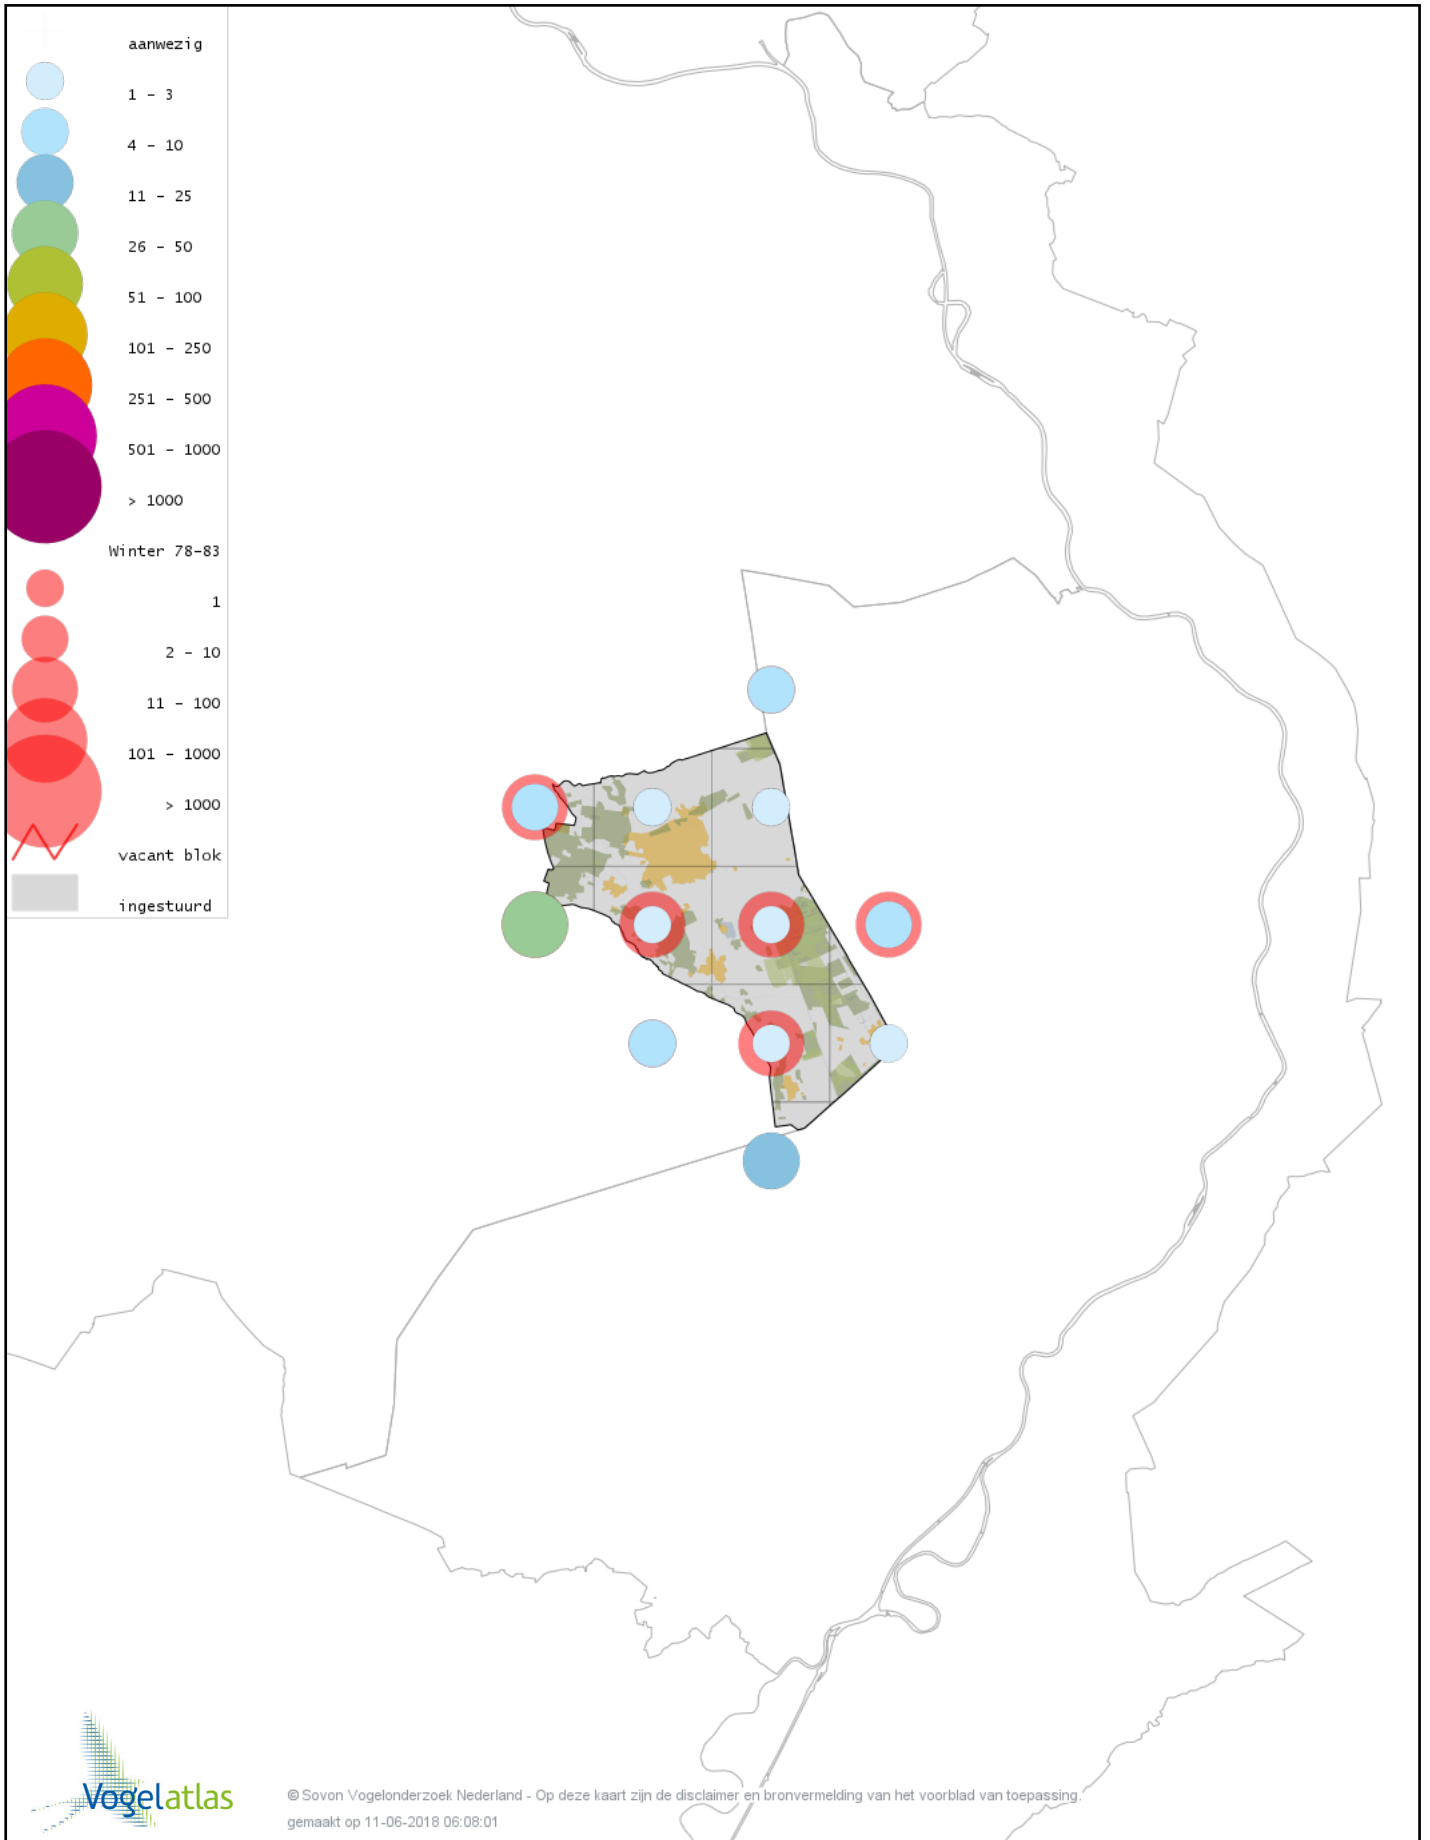 aanwezig
1 - 3
4 - 10
11 - 25
26 - 50
51 - 100
101 - 250
251 - 500
501 - 1000
> 1000
Winter 78-83
1
2 - 10
11 - 100
101 - 1000
> 1000
vacant blok
ingestuurd
Vogelatlas
© Sovon Vogelonderzoek Nederland - Op deze kaart zijn de disclaimer en bronvermelding van het voorblad van toepassing.
gemaakt op 11-06-2018 06:08:01